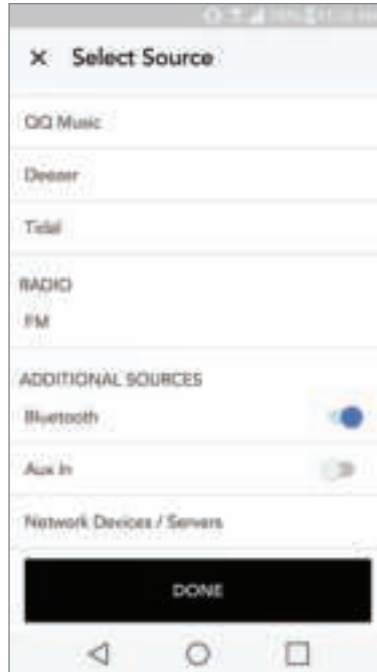 × Select Source
QQ Music
Deezer
Tidal
RADIO
FM
ADDITIONAL SOURCES
Bluetooth
Aux In
Network Devices / Servers
DONE